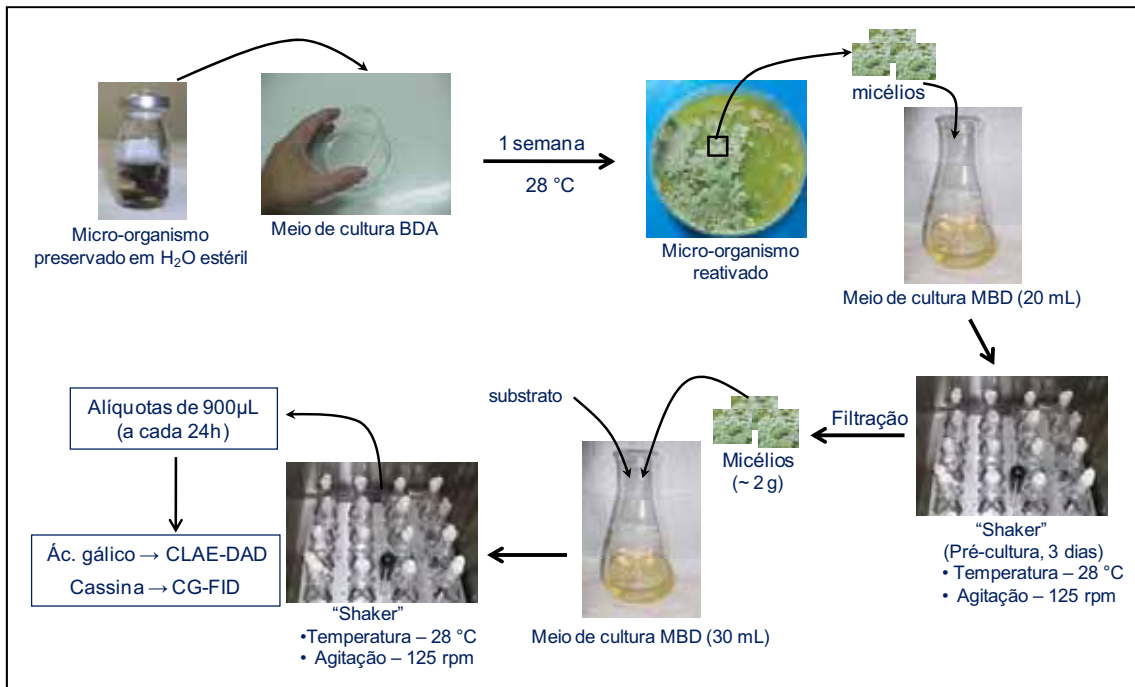 Micro-organismo
preservado em H₂O estéril
Meio de cultura BDA
1 semana
28 °C
Micro-organismo
reativado
micélios
Meio de cultura MBD (20 mL)
"Shaker"
(Pré-cultura, 3 dias)
• Temperatura – 28 °C
• Agitação – 125 rpm
Filtração
Micélios
(~ 2 g)
substrato
Meio de cultura MBD (30 mL)
"Shaker"
•Temperatura – 28 °C
• Agitação – 125 rpm
Alíquotas de 900µL
(a cada 24h)
Ác. gálico → CLAE-DAD
Cassina → CG-FID